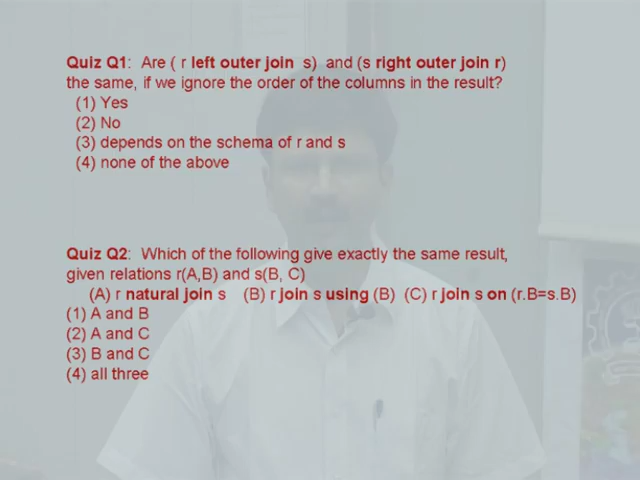 Quiz Q1: Are ( r left outer join s) and (s right outer join r)
the same, if we ignore the order of the columns in the result?
(1) Yes
(2) No
(3) depends on the schema of r and s
(4) none of the above
Quiz Q2: Which of the following give exactly the same result,
given relations r(A,B) and s(B, C)
(A) r natural join s (B) r join s using (B) (C) r join s on (r.B=s.B)
(1) A and B
(2) A and C
(3) B and C
(4) all three